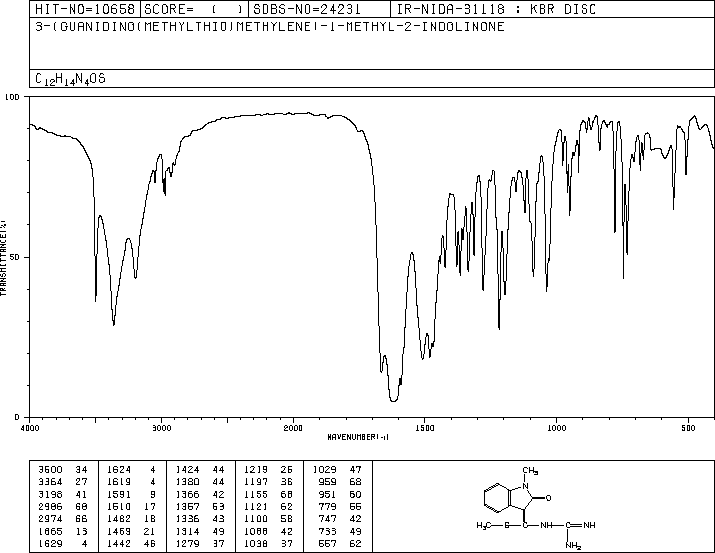 HIT-NO=10658 SCORE= ( ) SDBS-NO=24231 IR-NIDA-31118 : KBR DISC
3-(GUANIDINO(METHYLTHIO)METHYLENE)-1-METHYL-2-INDOLINONE
C12H14N4OS
100
50
0
TRANSMITTANCE(%)
4000 3000 2000 1500 1000 500
WAVENUMBER(-1)
3500 34 1624 4 1424 44 1219 26 1029 47
3364 27 1619 4 1380 44 1197 36 959 68
3198 41 1591 9 1366 42 1155 68 951 60
2986 68 1510 17 1357 53 1121 62 779 55
2974 66 1482 18 1336 43 1100 58 747 42
1665 13 1469 21 1314 49 1088 42 733 49
1629 4 1442 46 1279 37 1038 37 557 62
CH3
N
O
H3C S C NH C NH
NH2